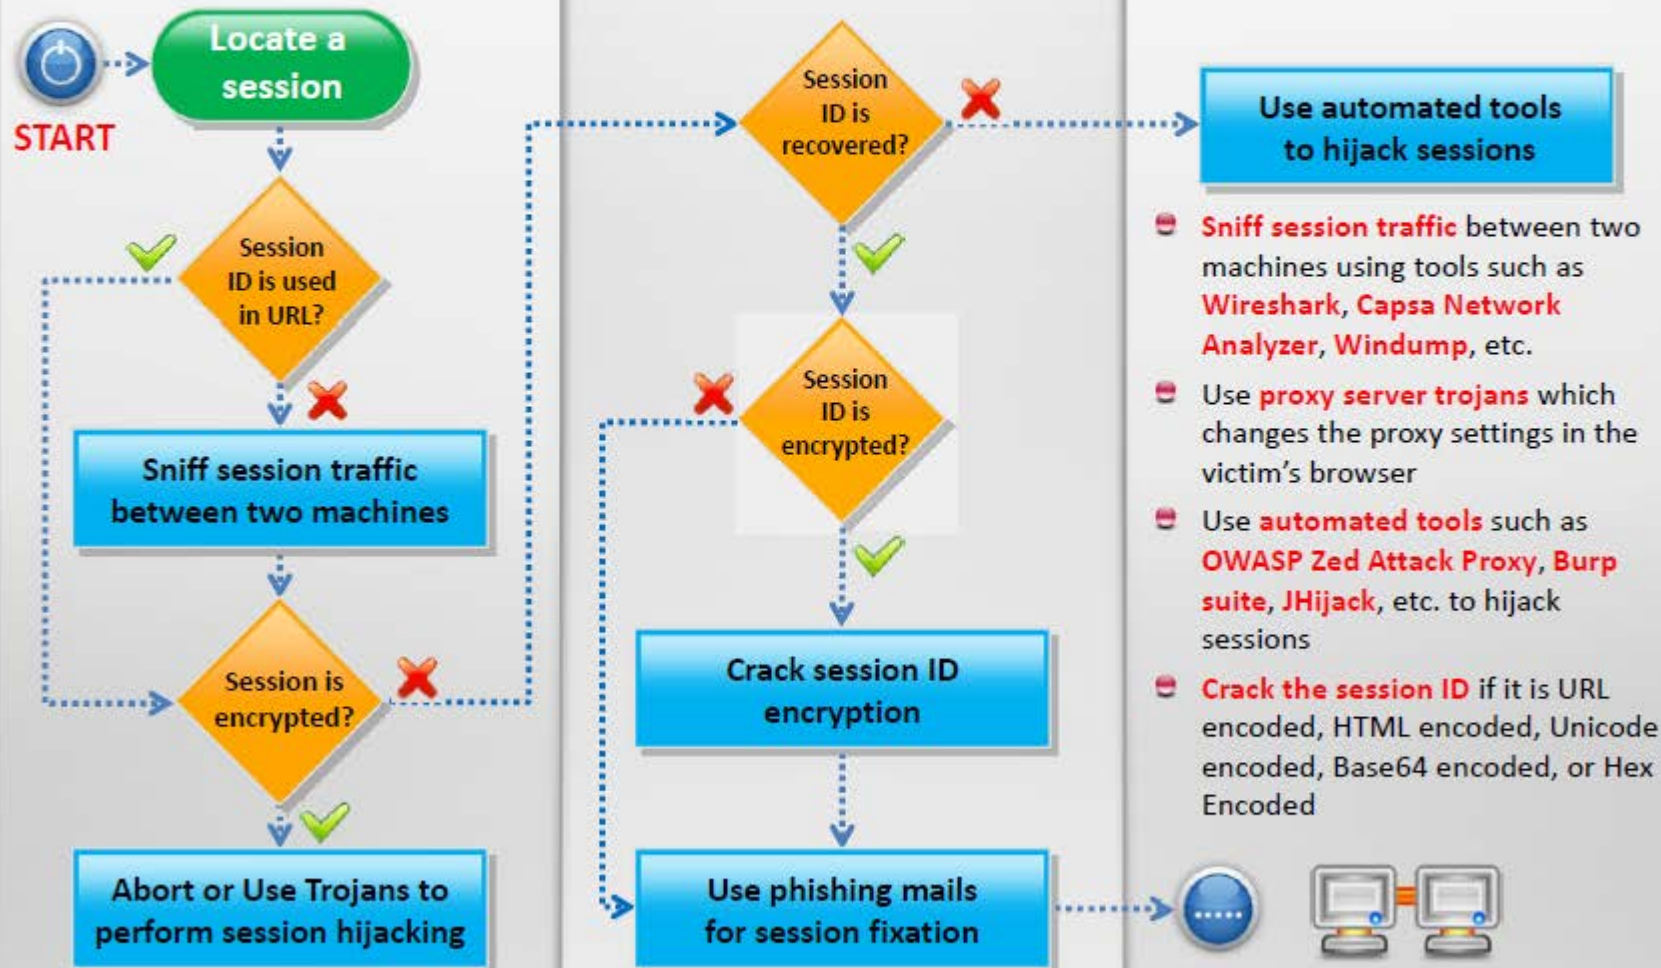 START
Locate a
session
Session
ID is used
in URL?
Sniff session traffic
between two machines
Session is
encrypted?
Abort or Use Trojans to
perform session hijacking
Session
ID is
recovered?
Session
ID is
encrypted?
Crack session ID
encryption
Use phishing mails
for session fixation
Use automated tools
to hijack sessions
Sniff session traffic between two
machines using tools such as
Wireshark, Capsa Network
Analyzer, Windump, etc.
Use proxy server trojans which
changes the proxy settings in the
victim's browser
Use automated tools such as
OWASP Zed Attack Proxy, Burp
suite, JHijack, etc. to hijack
sessions
Crack the session ID if it is URL
encoded, HTML encoded, Unicode
encoded, Base64 encoded, or Hex
Encoded